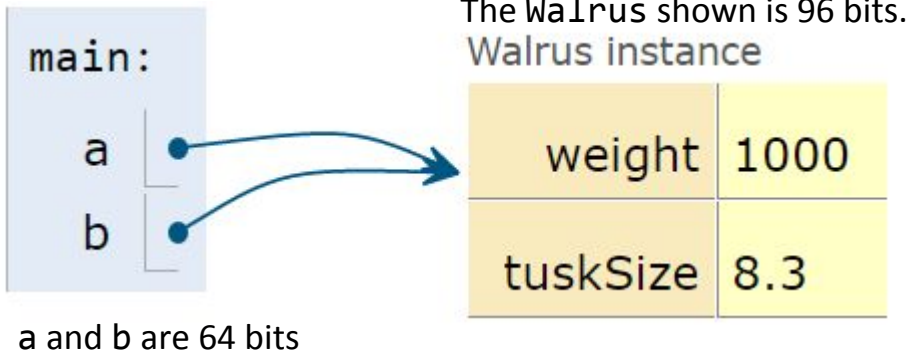 The Walrus shown is 96 bits.
Walrus instance
main:
a
b
weight 1000
tuskSize 8.3
a and b are 64 bits